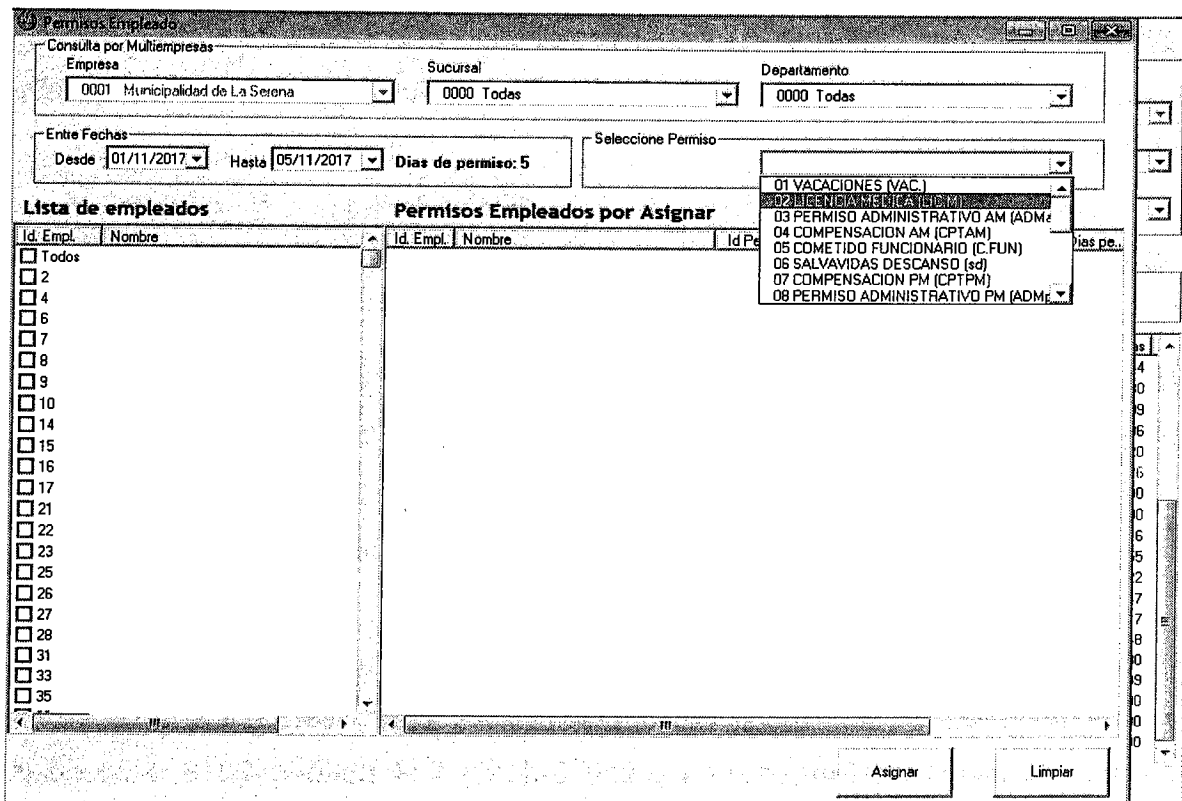 Permisos Empleado
Consulta por Multiempresas
Empresa
0001 Municipalidad de La Serena
Sucursal
0000 Todas
Departamento
0000 Todas
Entre Fechas
Desde 01/11/2017
Hasta 05/11/2017
Dias de permiso: 5
Seleccione Permiso
01 VACACIONES (VAC.)
02 LICENCIA MEDICA (LIC.M)
03 PERMISO ADMINISTRATIVO AM (ADMa
04 COMPENSACION AM (CPTAM)
05 COMETIDO FUNCIONARIO (C.FUN)
06 SALVAVIDAS DESCANSO (sd)
07 COMPENSACION PM (CPTPM)
08 PERMISO ADMINISTRATIVO PM (ADMp
Lista de empleados
Id. Empl. Nombre
Todos
2
4
6
7
8
9
10
14
15
16
17
21
22
23
25
26
27
28
31
33
35
Permisos Empleados por Asignar
Id. Empl. Nombre Id Pe Dias pe..
Asignar
Limpiar